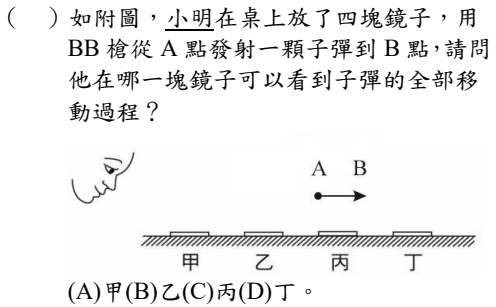 （　）如附圖，小明在桌上放了四塊鏡子，用
BB 槍從 A 點發射一顆子彈到 B 點，請問
他在哪一塊鏡子可以看到子彈的全部移
動過程？
A B
甲 乙 丙 丁
(A)甲(B)乙(C)丙(D)丁。